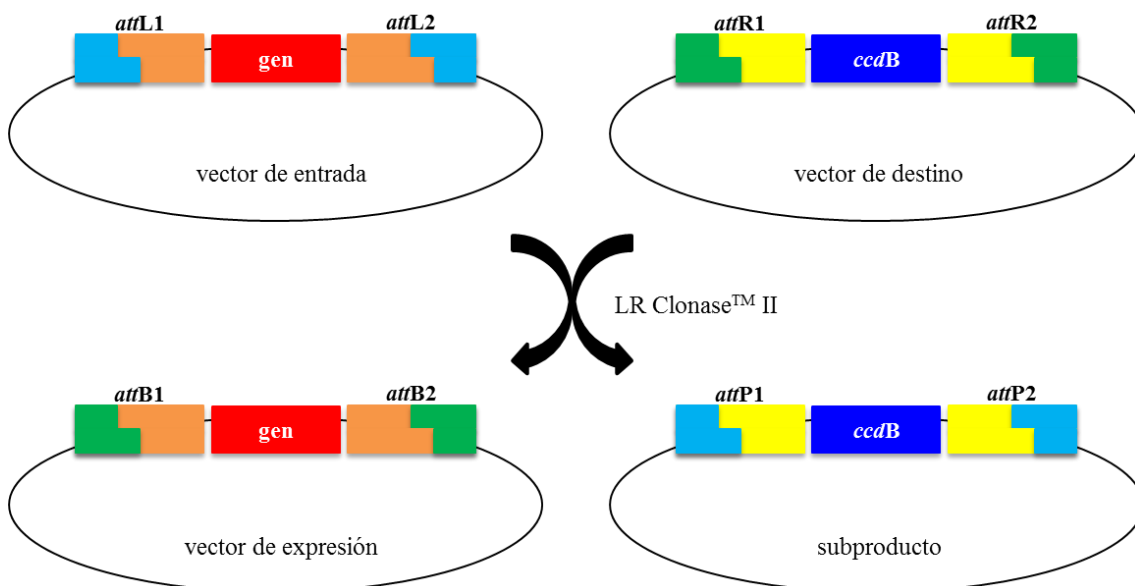 attL1 attL2 attR1 attR2
gen ccdB
vector de entrada vector de destino
LR Clonase™ II
attB1 attB2 attP1 attP2
gen ccdB
vector de expresión subproducto